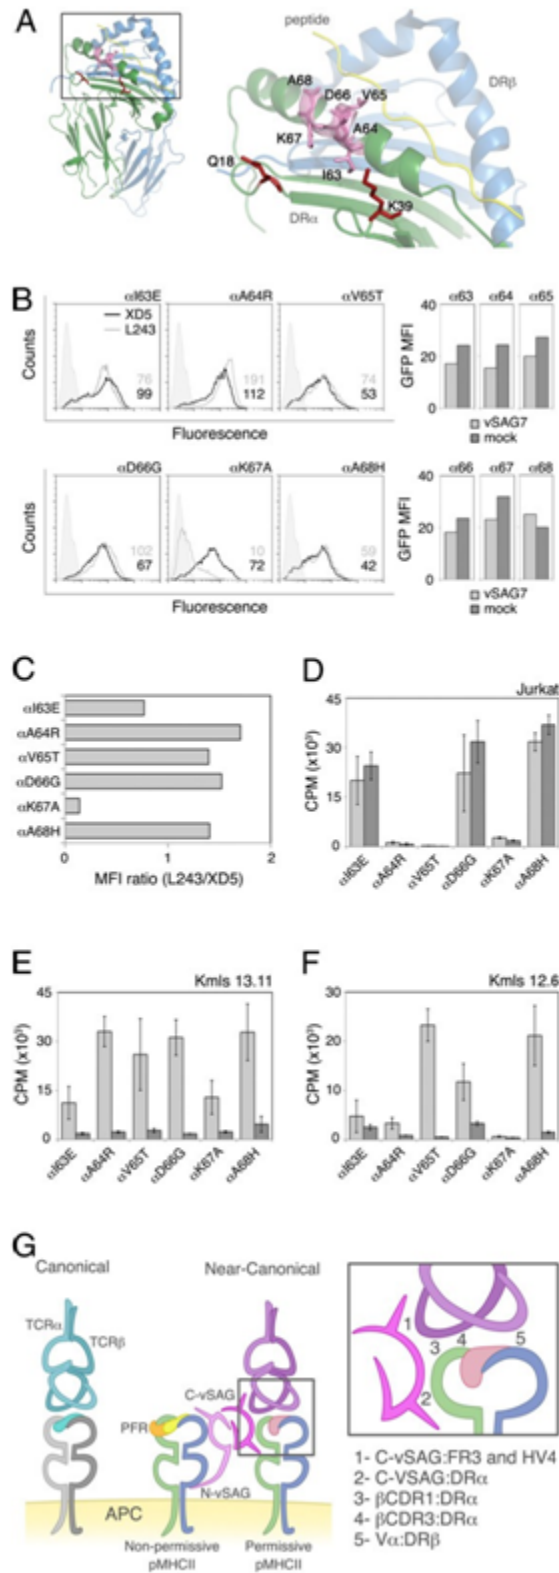 A
peptide
A68
D66
V65
DRβ
K67
A64
Q18
I63
K39
DRα
B
αI63E
αA64R
αV65T
XD5
L243
Counts
76
99
191
112
74
53
Fluorescence
α63 α64 α65
40
20
0
GFP MFI
vSAG7
mock
αD66G
αK67A
αA68H
Counts
102
67
10
72
59
42
Fluorescence
α66 α67 α68
40
20
0
GFP MFI
vSAG7
mock
C
αI63E
αA64R
αV65T
αD66G
αK67A
αA68H
0 1 2
MFI ratio (L243/XD5)
D
Jurkat
45
30
15
0
CPM (x10³)
αI63E αA64R αV65T αD66G αK67A αA68H
E
Kmls 13.11
45
30
15
0
CPM (x10³)
αI63E αA64R αV65T αD66G αK67A αA68H
F
Kmls 12.6
30
20
10
0
CPM (x10³)
αI63E αA64R αV65T αD66G αK67A αA68H
G
Canonical
Near-Canonical
TCRα
TCRβ
C-vSAG
PFR
N-vSAG
APC
Non-permissive
pMHCII
Permissive
pMHCII
1
2
3
4
5
1- C-vSAG:FR3 and HV4
2- C-VSAG:DRα
3- βCDR1:DRα
4- βCDR3:DRα
5- Vα:DRβ